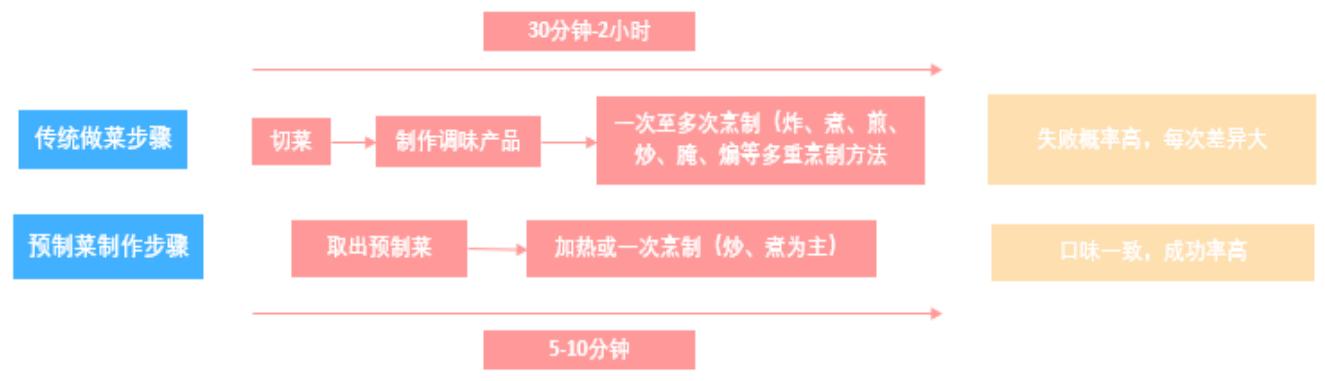 30分钟-2小时
传统做菜步骤
切菜
制作调味产品
一次至多次烹制（炸、煮、煎、
炒、腌、煸等多重烹制方法
失败概率高，每次差异大
预制菜制作步骤
取出预制菜
加热或一次烹制（炒、煮为主）
口味一致，成功率高
5-10分钟